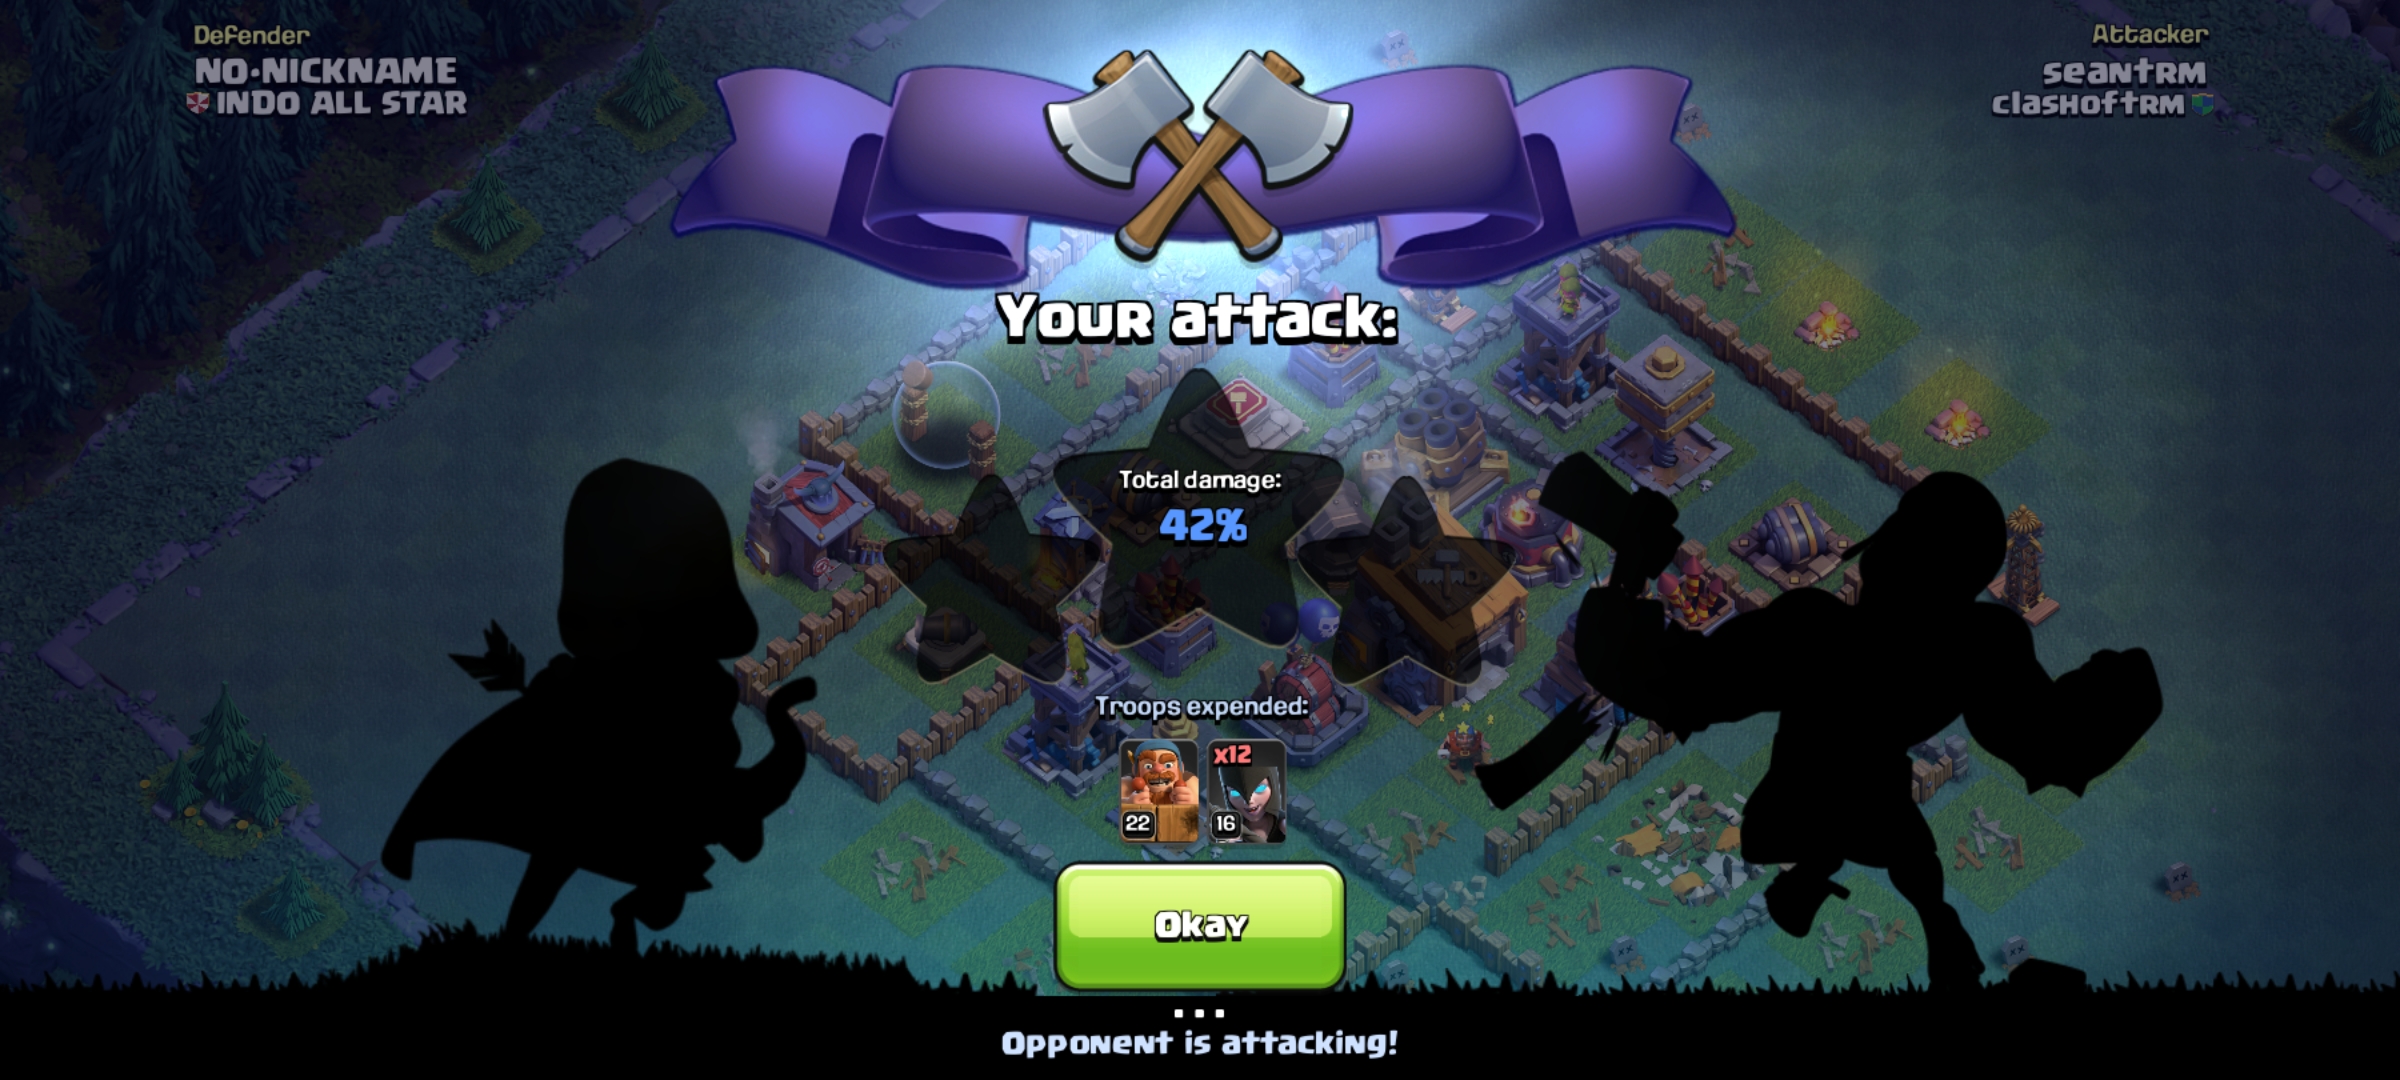 Defender
NO-NICKNAME
INDO ALL STAR
Attacker
seantrm
clashoftrm
Your attack:
Total damage:
42%
Troops expended:
x12
22
16
Okay
...
Opponent is attacking!